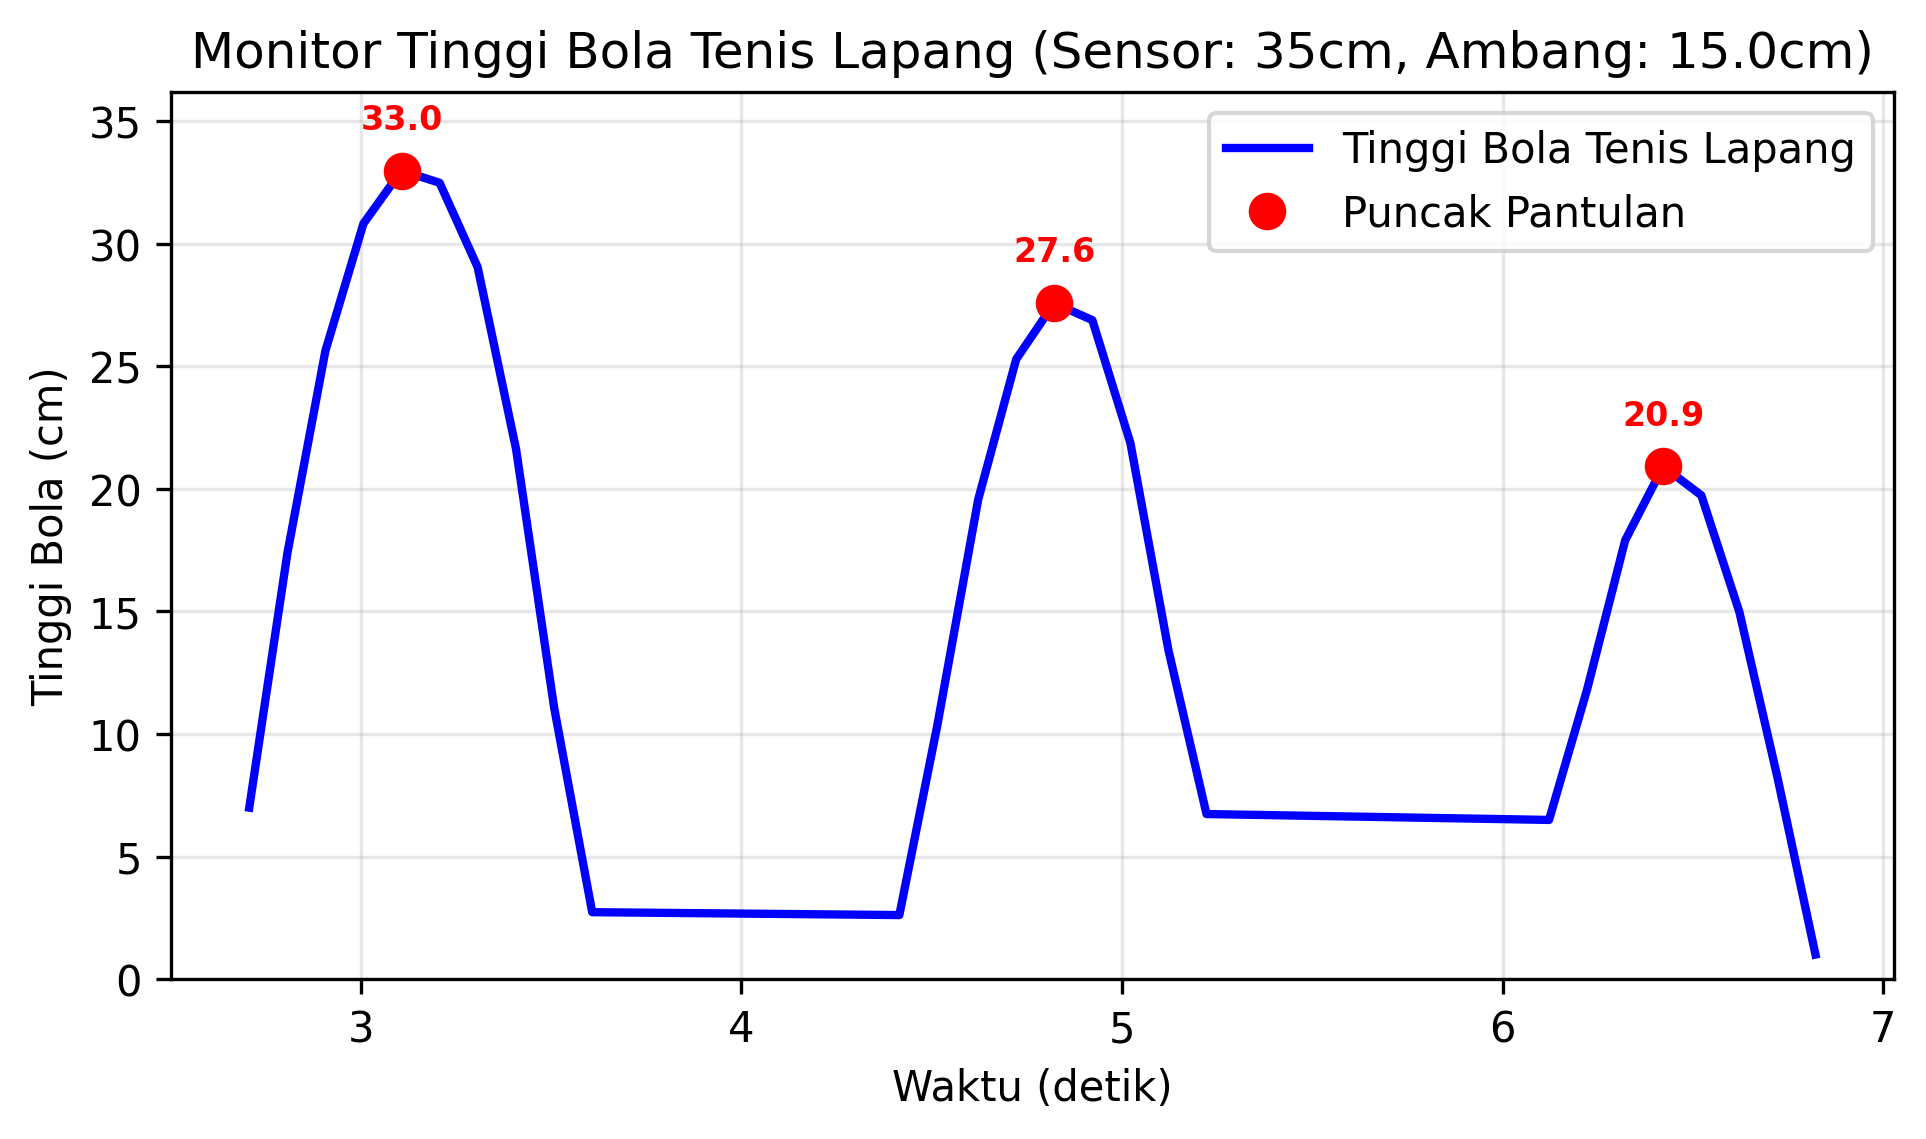 Monitor Tinggi Bola Tenis Lapang (Sensor: 35cm, Ambang: 15.0cm)
Tinggi Bola Tenis Lapang
Puncak Pantulan
33.0
27.6
20.9
Tinggi Bola (cm)
35
30
25
20
15
10
5
0
3 4 5 6 7
Waktu (detik)